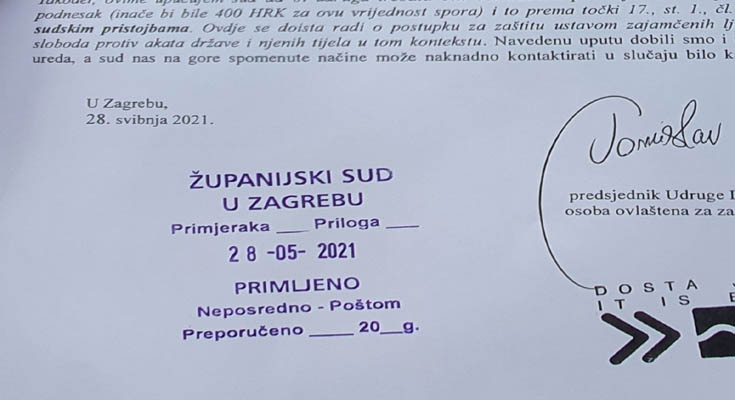 podnesak (inače bi bile 400 HRK za ovu vrijednost spora) i to prema točki 17., st. 1., čl.
sudskim pristojbama. Ovdje se doista radi o postupku za zaštitu ustavom zajamčenih lj
sloboda protiv akata države i njenih tijela u tom kontekstu. Navedenu uputu dobili smo i
ureda, a sud nas na gore spomenute načine može naknadno kontaktirati u slučaju bilo k
U Zagrebu,
28. svibnja 2021.
Tomislav
ŽUPANIJSKI SUD
U ZAGREBU
Primjeraka ___ Priloga ___
28 -05- 2021
PRIMLJENO
Neposredno - Poštom
Preporučeno ____ 20__g.
predsjednik Udruge
osoba ovlaštena za za
DOSTA
IT IS